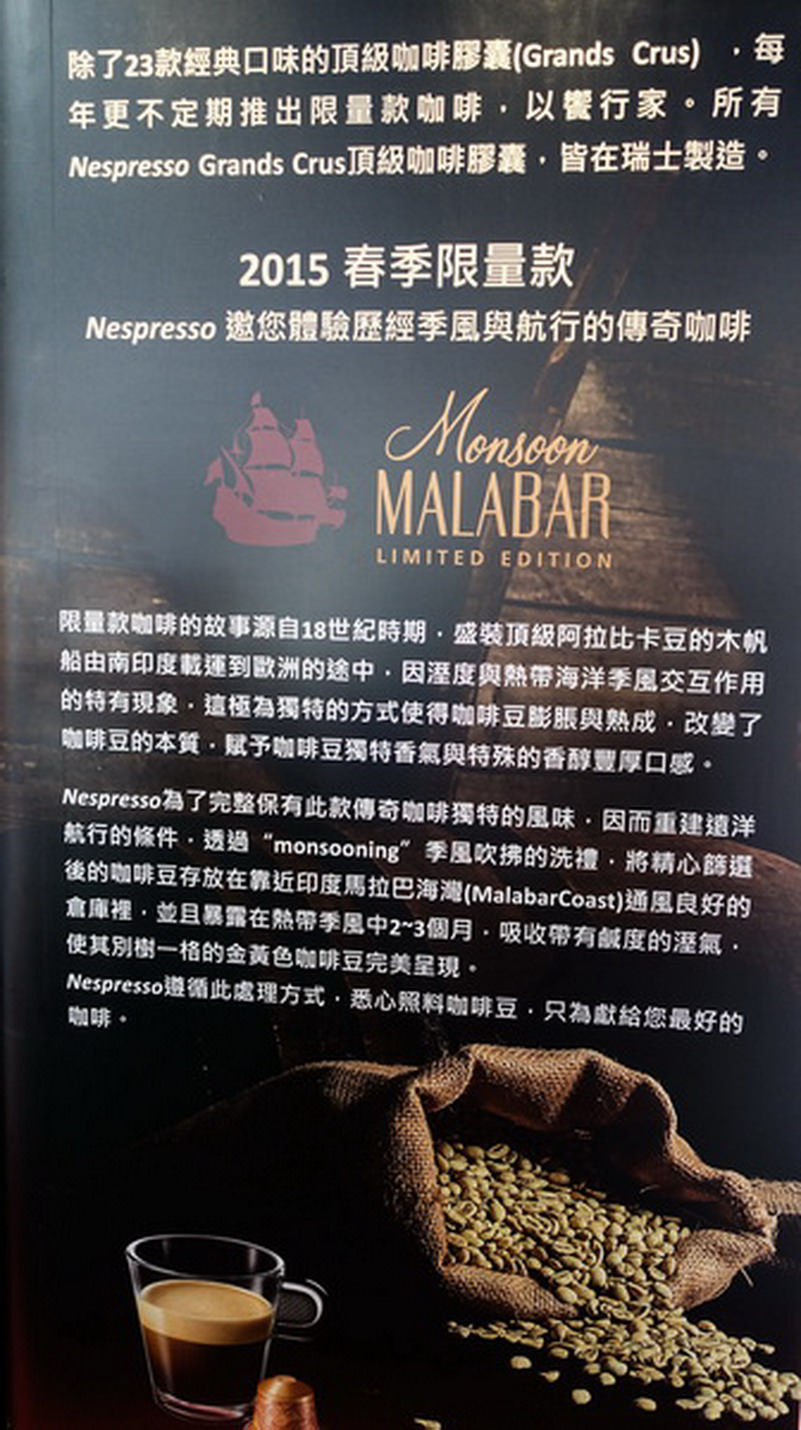 除了23款經典口味的頂級咖啡膠囊(Grands Crus) ，每
年更不定期推出限量款咖啡，以饗行家。所有
Nespresso Grands Crus頂級咖啡膠囊，皆在瑞士製造。
2015 春季限量款
Nespresso 邀您體驗歷經季風與航行的傳奇咖啡
Monsoon
MALABAR
LIMITED EDITION
限量款咖啡的故事源自18世紀時期，盛裝頂級阿拉比卡豆的木帆
船由南印度載運到歐洲的途中，因溼度與熱帶海洋季風交互作用
的特有現象，這極為獨特的方式使得咖啡豆膨脹與熟成，改變了
咖啡豆的本質，賦予咖啡豆獨特香氣與特殊的香醇豐厚口感。
Nespresso為了完整保有此款傳奇咖啡獨特的風味，因而重建遠洋
航行的條件，透過“monsooning”季風吹拂的洗禮，將精心篩選
後的咖啡豆存放在靠近印度馬拉巴海灣(MalabarCoast)通風良好的
倉庫裡，並且暴露在熱帶季風中2~3個月，吸收帶有鹹度的溼氣，
使其別樹一格的金黃色咖啡豆完美呈現。
Nespresso遵循此處理方式，悉心照料咖啡豆，只為獻給您最好的
咖啡。